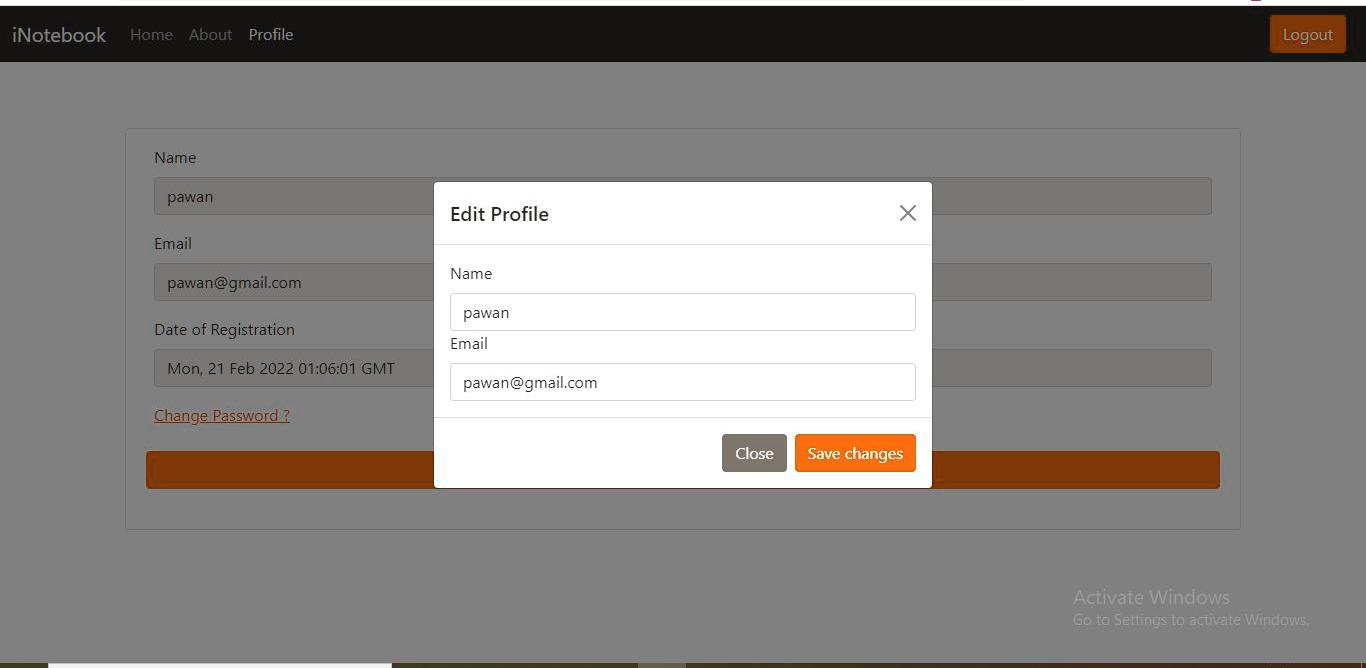 iNotebook Home About Profile Logout
Name
pawan
Email
pawan@gmail.com
Date of Registration
Mon, 21 Feb 2022 01:06:01 GMT
Change Password ?
Edit Profile
Name
pawan
Email
pawan@gmail.com
Close Save changes
Activate Windows
Go to Settings to activate Windows.